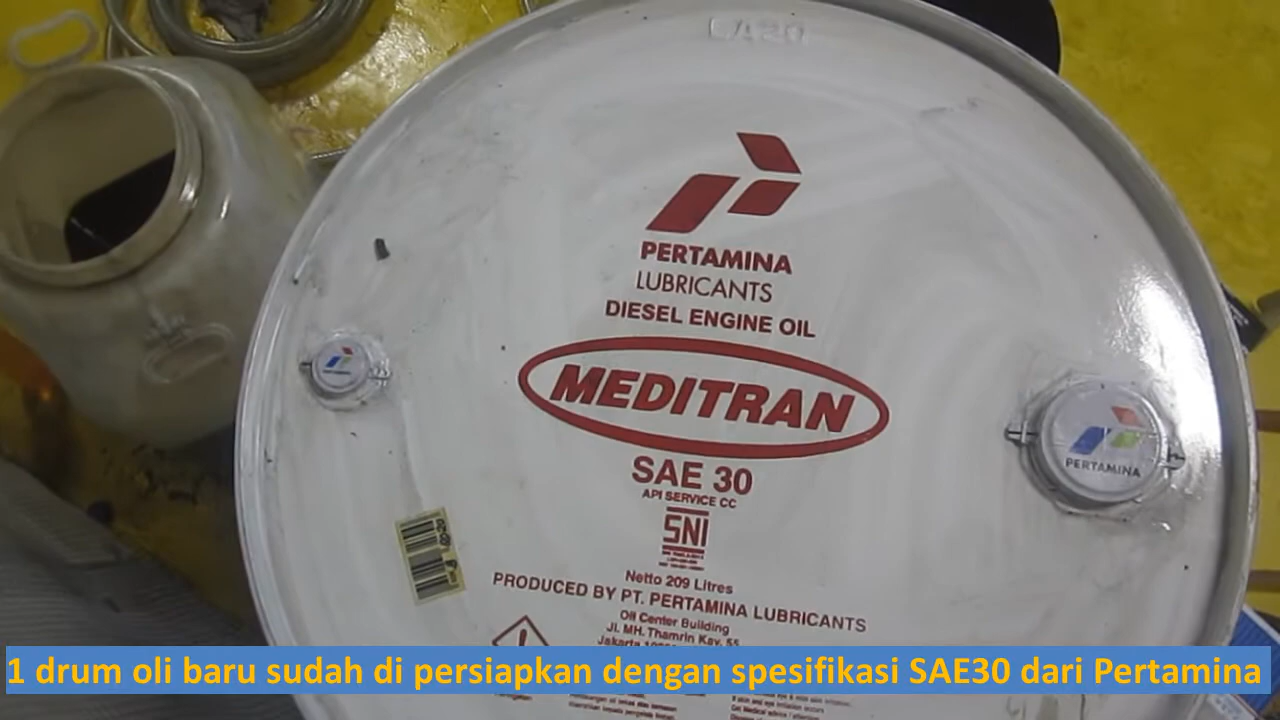 LA20
PERTAMINA
LUBRICANTS
DIESEL ENGINE OIL
MEDITRAN
SAE 30
API SERVICE CC
SNI
PERTAMINA
Netto 209 Litres
PRODUCED BY PT. PERTAMINA LUBRICANTS
Oil Center Building
Jl. MH. Thamrin Kav. 55
Jakarta
1 drum oli baru sudah di persiapkan dengan spesifikasi SAE30 dari Pertamina